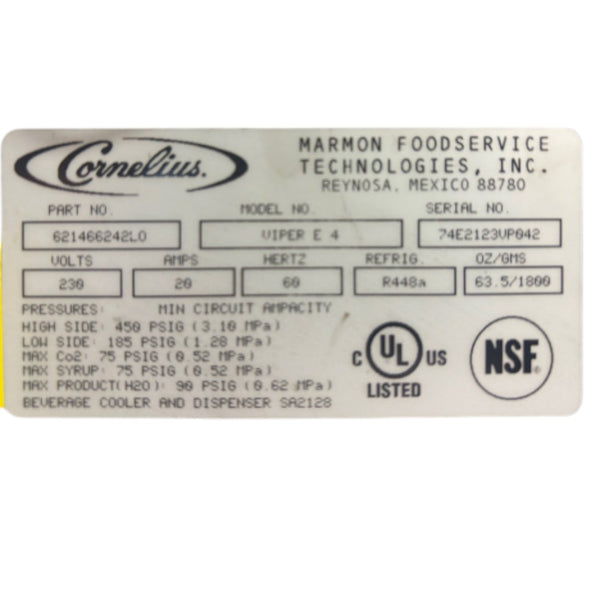 Cornelius.
MARMON FOODSERVICE
TECHNOLOGIES, INC.
REYNOSA, MEXICO 88780
PART NO. MODEL NO. SERIAL NO.
621466242LO VIPER E 4 74E2123VP042
VOLTS AMPS HERTZ REFRIG. OZ/GMS
230 20 60 R448a 63.5/1800
PRESSURES: MIN CIRCUIT AMPACITY
HIGH SIDE: 450 PSIG (3.10 MPa)
LOW SIDE: 185 PSIG (1.28 MPa)
MAX Co2: 75 PSIG (0.52 MPa)
MAX SYRUP: 75 PSIG (0.52 MPa)
MAX PRODUCT(H2O): 90 PSIG (0.62 MPa)
BEVERAGE COOLER AND DISPENSER SA2128
C UL US
LISTED
NSF